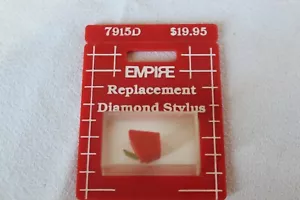 7915D $19.95
EMPIRE
Replacement
Diamond Stylus